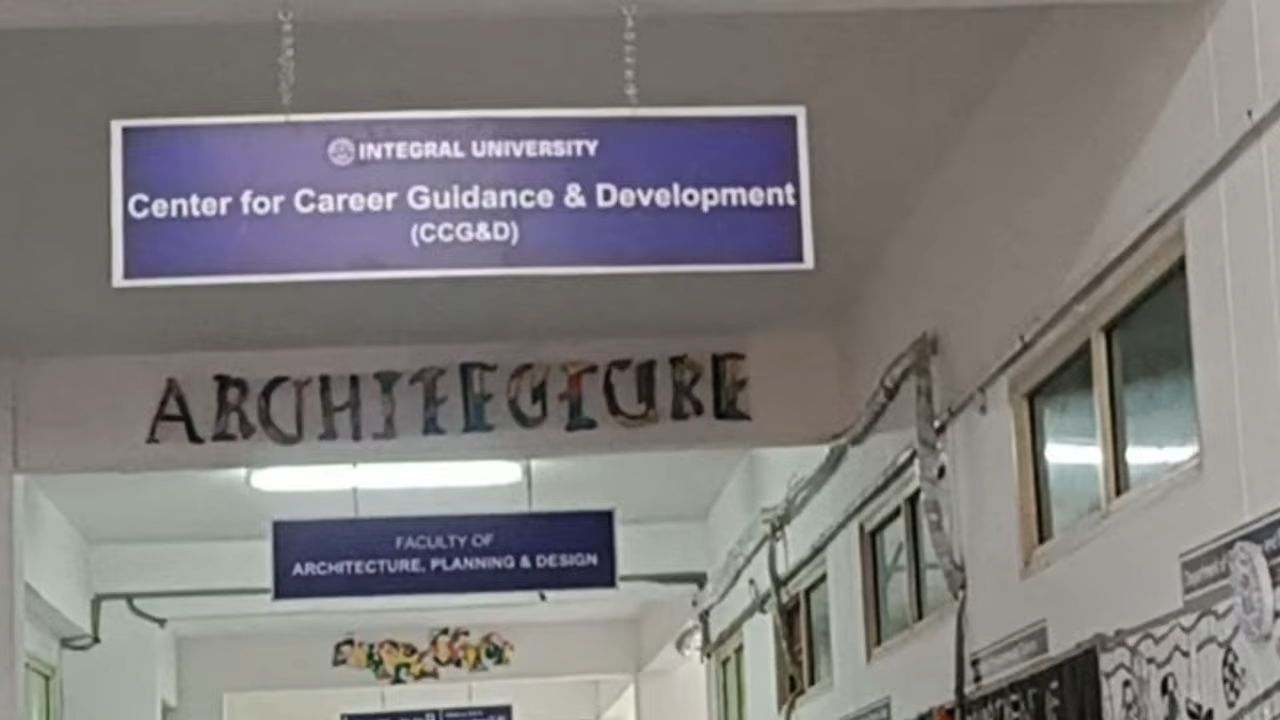 INTEGRAL UNIVERSITY
Center for Career Guidance & Development
(CCG&D)
ARCHITECTURE
FACULTY OF
ARCHITECTURE, PLANNING & DESIGN